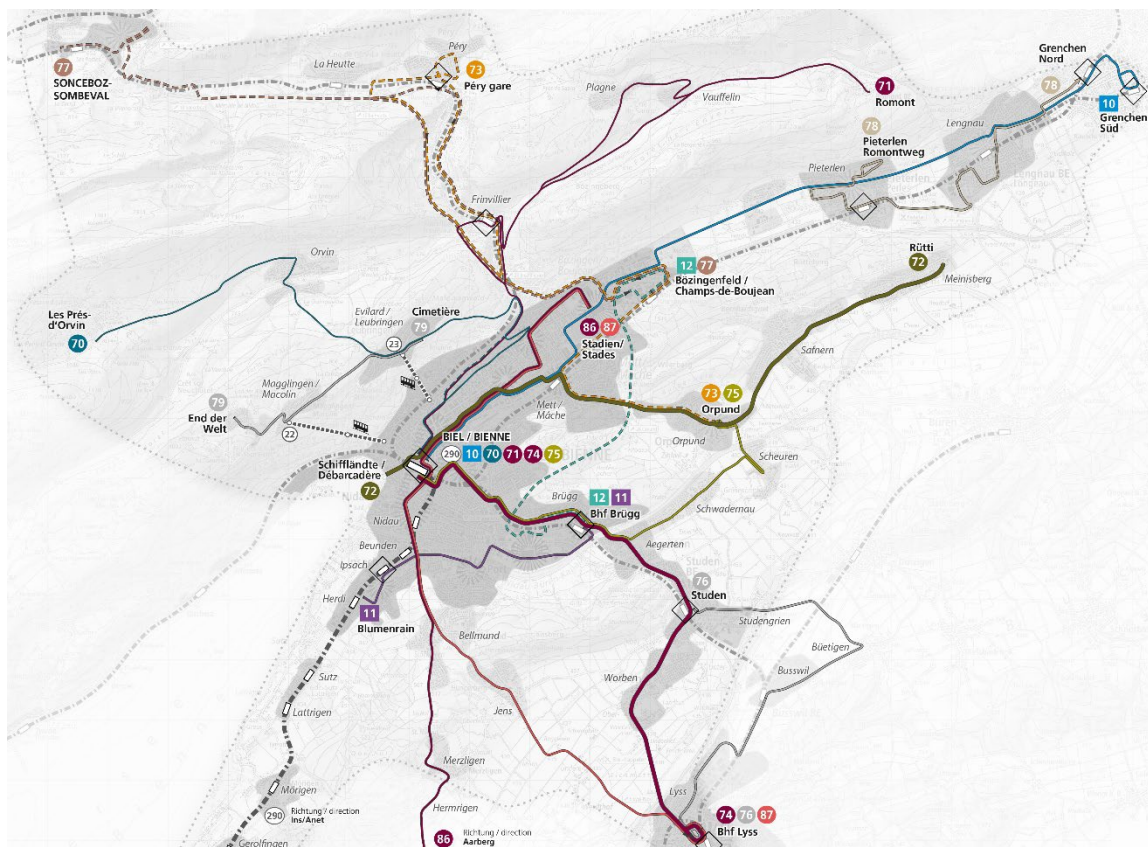 77
SONCEBOZ-
SOMBEVAL
La Heutte
Péry
73
Péry gare
Plagne
Vauffelin
71
Romont
Grenchen
Nord
78
10
Grenchen
Süd
Lengnau
Lengnau BE
78
Pieterlen
Romontweg
Pieterlen
Frinvillier
Orvin
Rütti
72
Meinisberg
12 77
Bözingenfeld /
Champs-de-Boujean
Les Prés-
d'Orvin
70
Evilard /
Leubringen
Cimetière
79
23
86 87
Stadien/
Stades
Safnern
Magglingen /
Macolin
79
End der
Welt
22
Mett /
Mâche
73 75
Orpund
Orpund
BIEL / BIENNE
290 10 70 71 74 75
Scheuren
Schiffländte /
Débarcadère
72
Nidau
12 11
Brügg
Bhf Brügg
Schwadernau
Aegerten
Beunden
Ipsach
Herdi
11
Blumenrain
76
Studen
Studen
BE
Studengrien
Büetigen
Bellmund
Busswil
Worben
Sutz
Lattrigen
Jens
Merzligen
Mörigen
Hermrigen
Lyss
290
Richtung / direction
Ins/Anet
74 76 87
Bhf Lyss
86
Richtung / direction
Aarberg
Gerolfingen